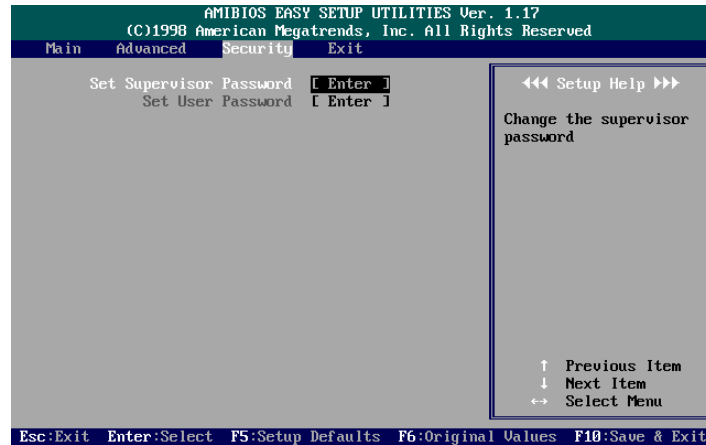 AMIBIOS EASY SETUP UTILITIES Ver. 1.17
(C)1998 American Megatrends, Inc. All Rights Reserved
Main Advanced Security Exit
Set Supervisor Password [ Enter ]
Set User Password [ Enter ]
Setup Help
Change the supervisor
password
↑ Previous Item
↓ Next Item
↔ Select Menu
Esc:Exit Enter:Select F5:Setup Defaults F6:Original Values F10:Save & Exit